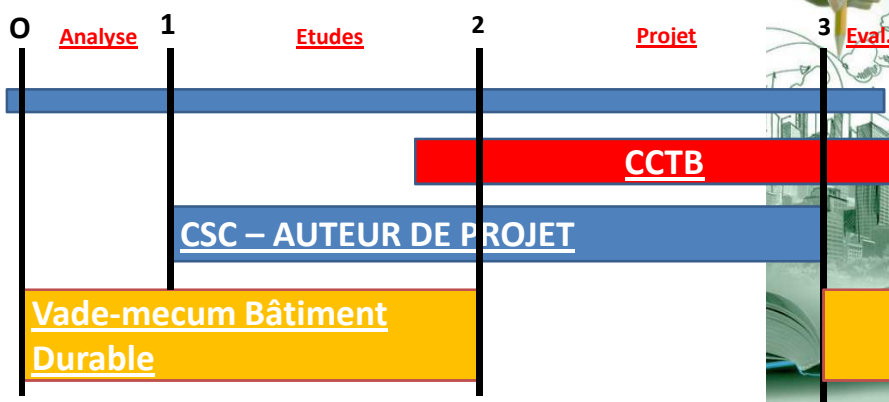 O Analyse 1 Etudes 2 Projet 3 Eval.
CCTB
CSC – AUTEUR DE PROJET
Vade-mecum Bâtiment
Durable